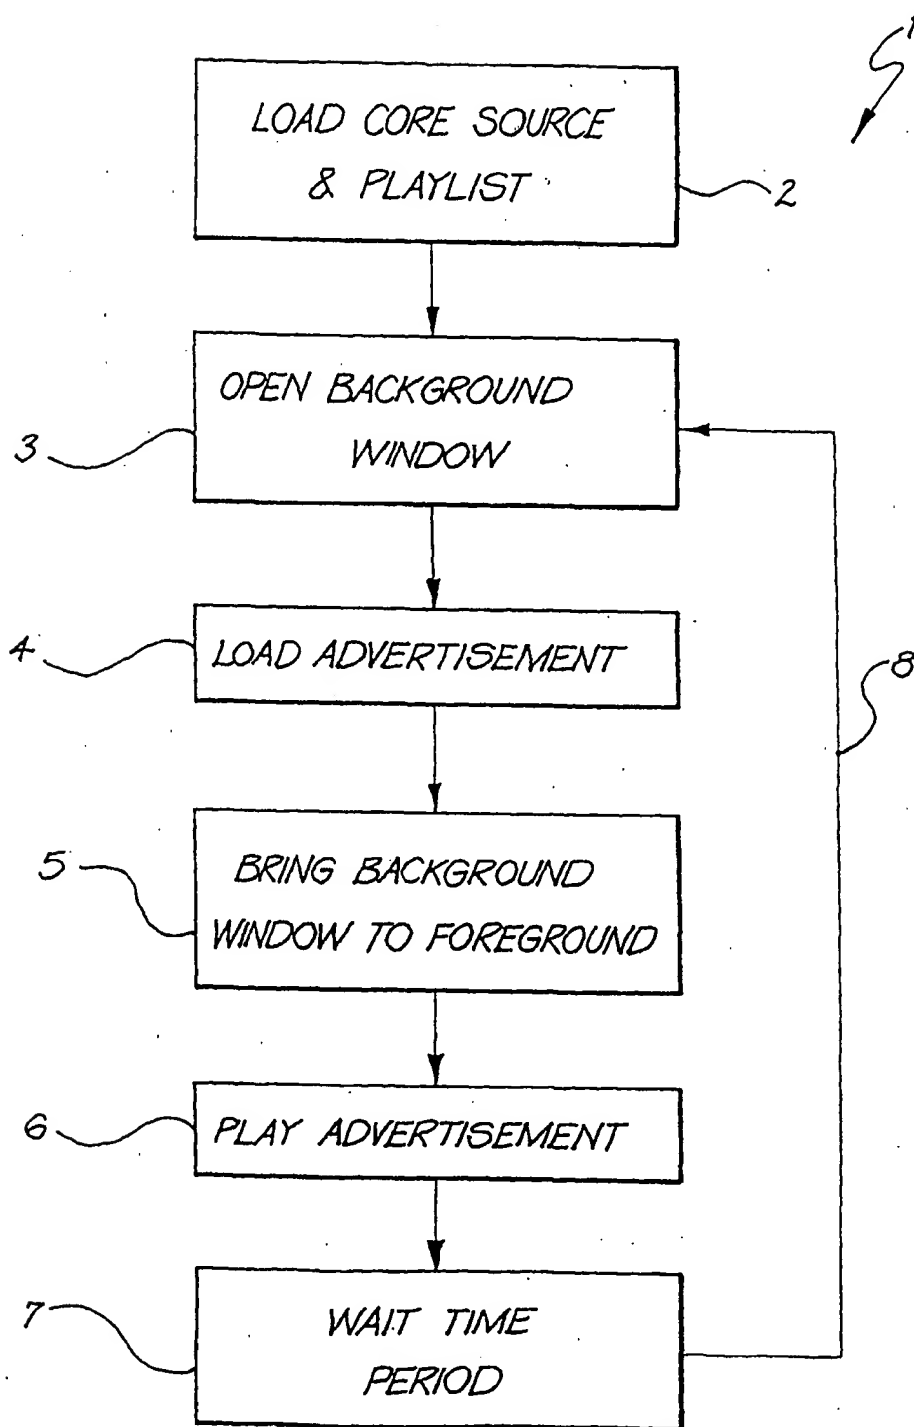 1
LOAD CORE SOURCE
& PLAYLIST
2
OPEN BACKGROUND
WINDOW
3
4
LOAD ADVERTISEMENT
8
5
BRING BACKGROUND
WINDOW TO FOREGROUND
6
PLAY ADVERTISEMENT
7
WAIT TIME
PERIOD